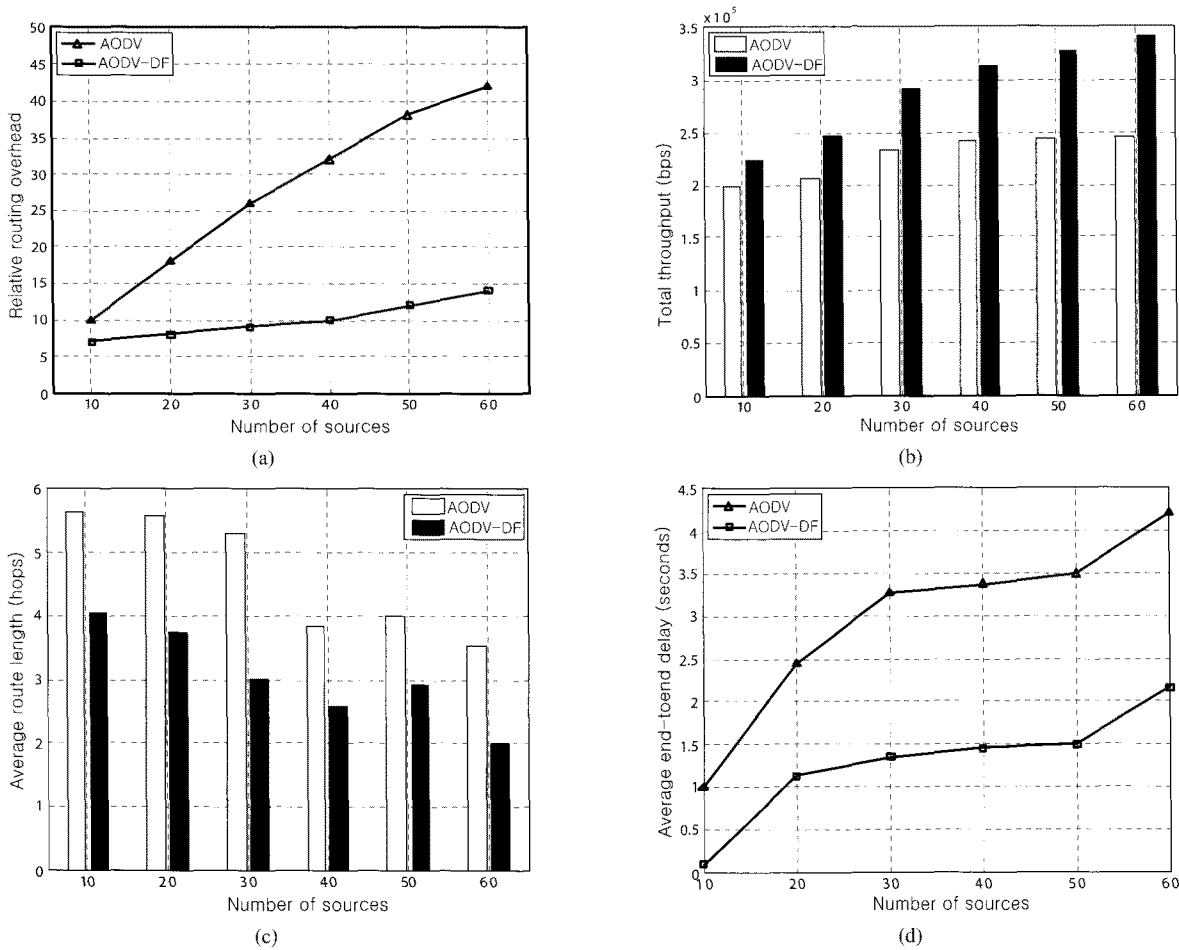 50
45
40
35
30
25
20
15
10
5
0
AODV
AODV-DF
Relative routing overhead
10 20 30 40 50 60
Number of sources
(a)
×10⁵
3.5
3
2.5
2
1.5
1
0.5
0
AODV
AODV-DF
Total throughput (bps)
10 20 30 40 50 60
Number of sources
(b)
6
5
4
3
2
1
0
AODV
AODV-DF
Average route length (hops)
10 20 30 40 50 60
Number of sources
(c)
4.5
4
3.5
3
2.5
2
1.5
1
0.5
0
AODV
AODV-DF
Average end-toend delay (seconds)
10 20 30 40 50 60
Number of sources
(d)